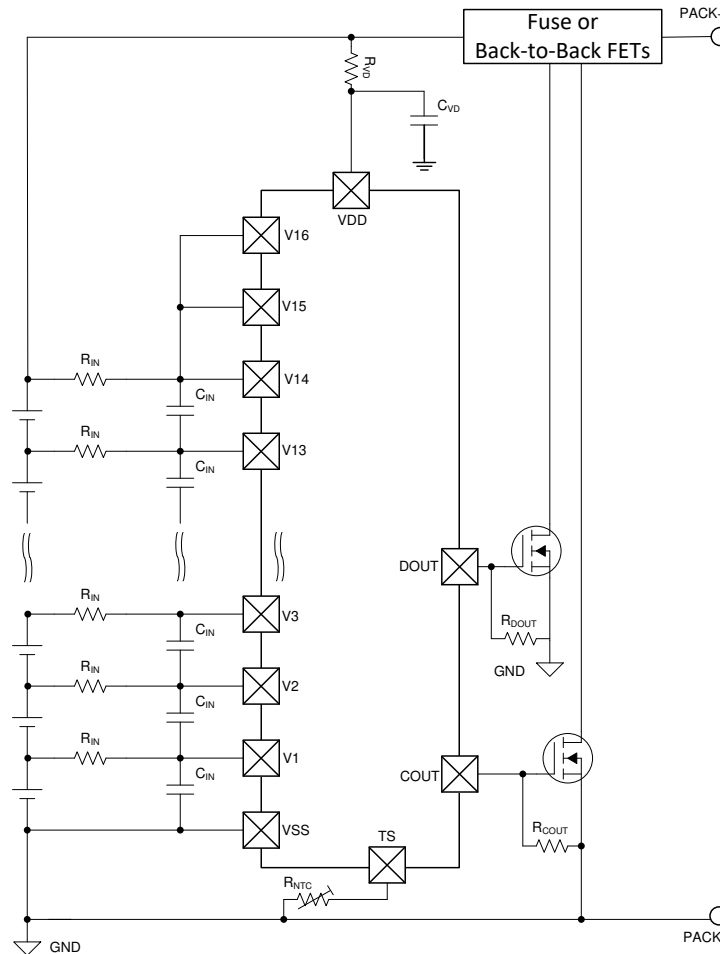 Fuse or
Back-to-Back FETs
PACK-
RVD
CVD
VDD
V16
V15
RIN
V14
CIN
RIN
V13
CIN
RIN
V3
CIN
RIN
V2
CIN
RIN
V1
CIN
VSS
DOUT
RDOUT
GND
COUT
RCOUT
TS
RNTC
GND
PACK